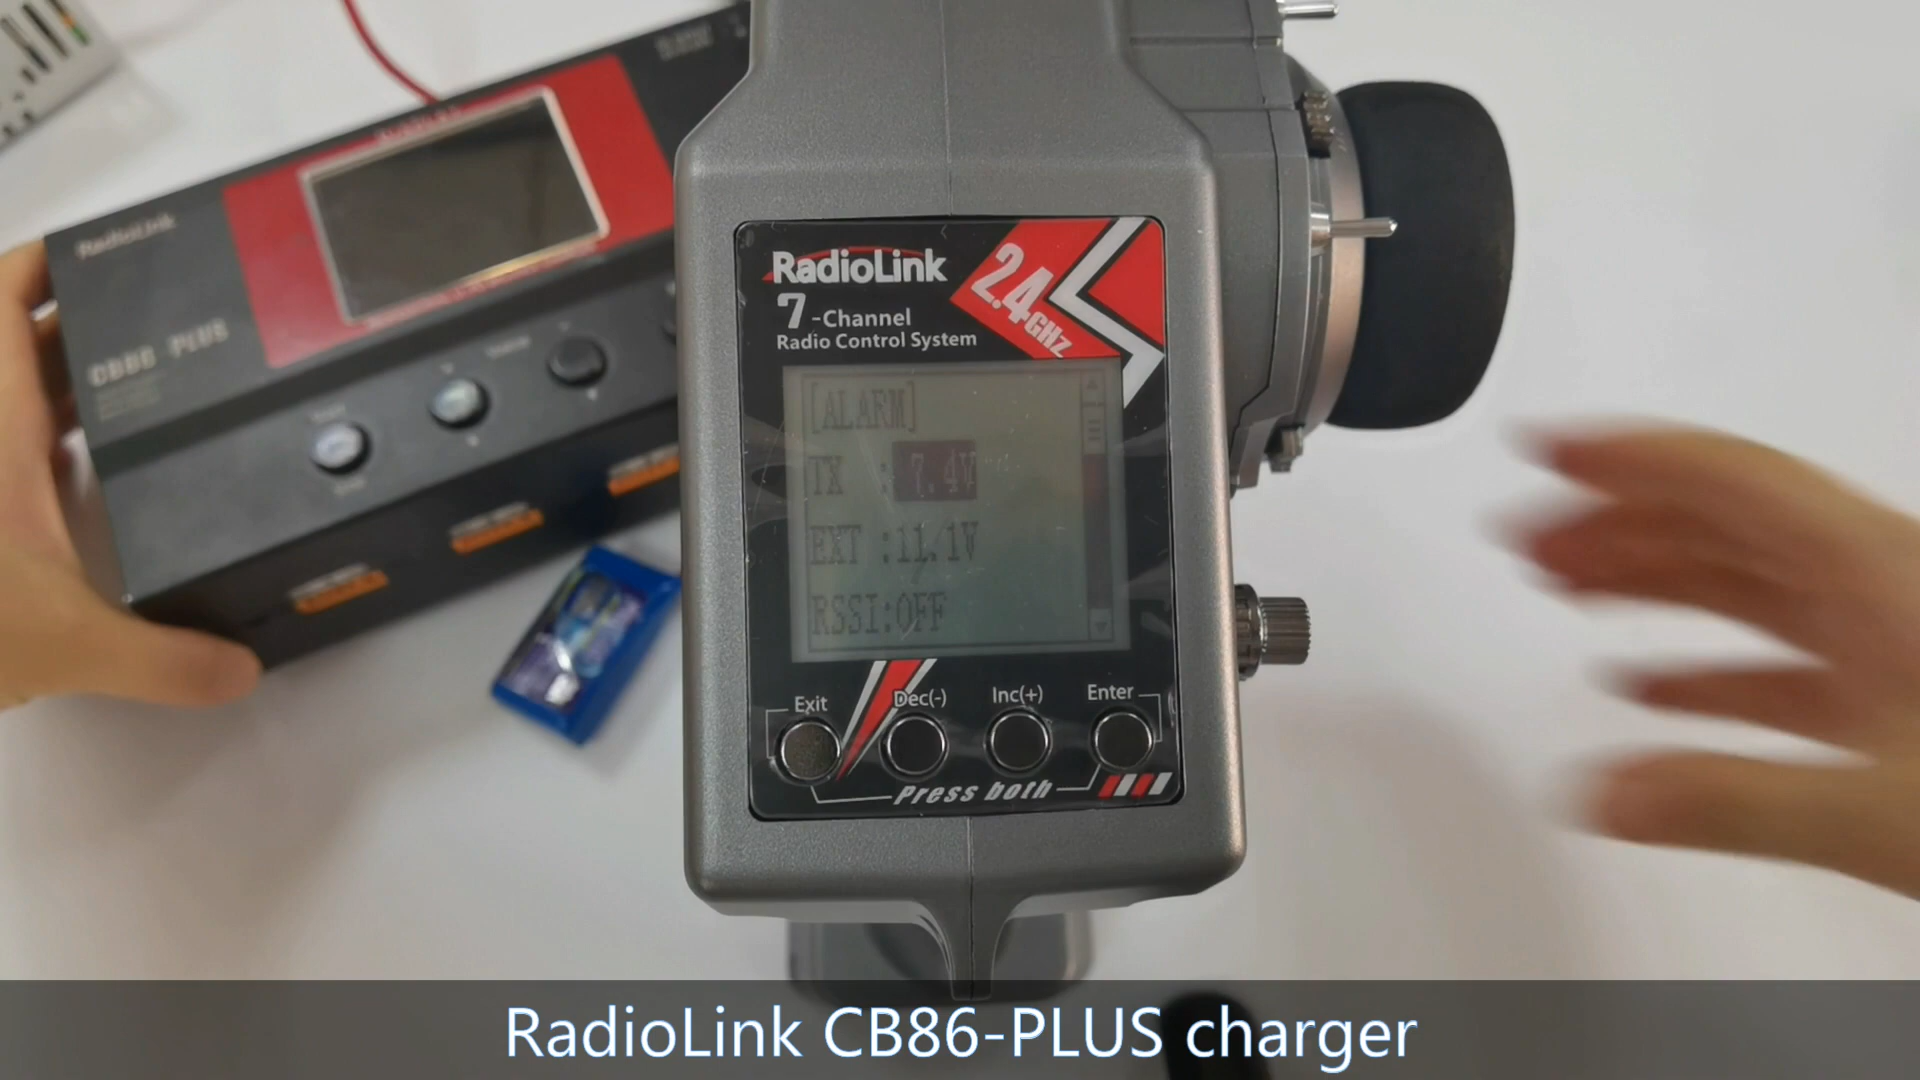 RadioLink
CB86 PLUS
RadioLink
7-Channel
Radio Control System
2.4GHz
[ALARM]
TX : 7.4V
EXT :11.1V
RSSI:OFF
Exit
Dec(-)
Inc(+)
Enter
Press both
RadioLink CB86-PLUS charger